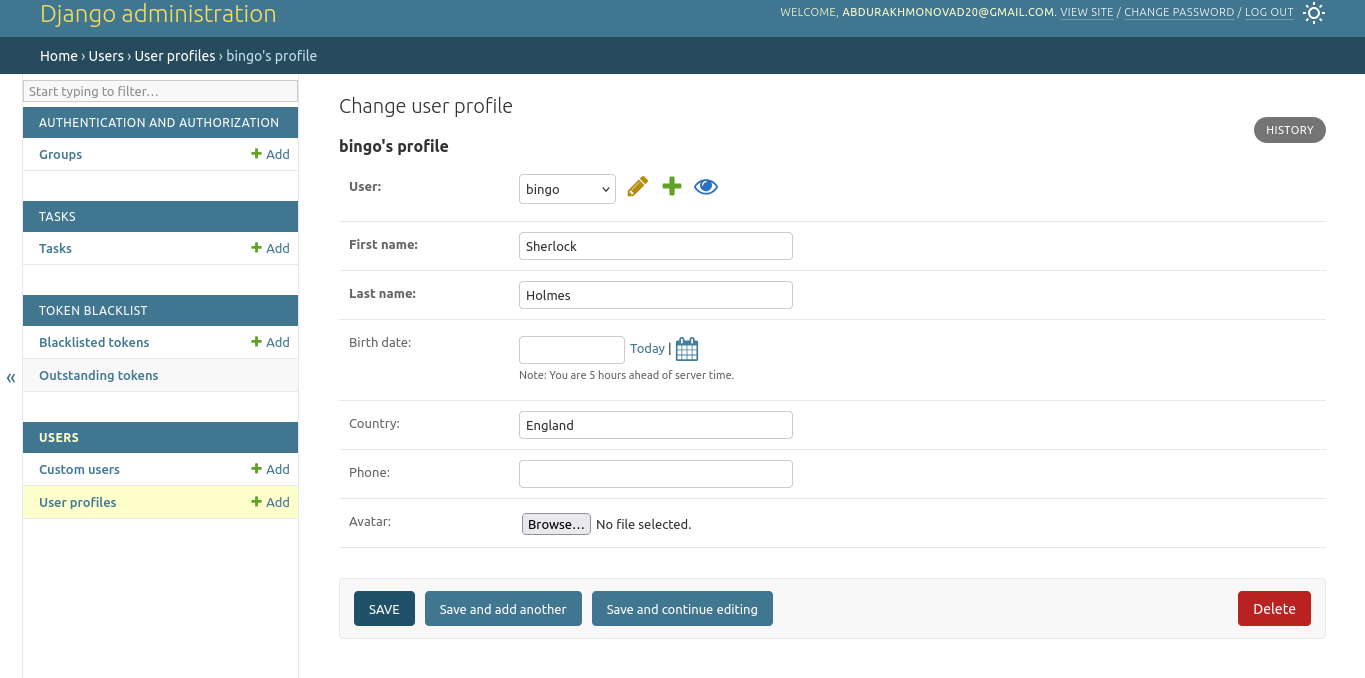 Django administration
WELCOME, ABDURAKHMONOVAD20@GMAIL.COM. VIEW SITE / CHANGE PASSWORD / LOG OUT
Home › Users › User profiles › bingo's profile
Start typing to filter…
AUTHENTICATION AND AUTHORIZATION
Groups Add
TASKS
Tasks Add
TOKEN BLACKLIST
Blacklisted tokens Add
Outstanding tokens
«
USERS
Custom users Add
User profiles Add
Change user profile
HISTORY
bingo's profile
User: bingo
First name: Sherlock
Last name: Holmes
Birth date: Today |
Note: You are 5 hours ahead of server time.
Country: England
Phone:
Avatar: Browse… No file selected.
SAVE Save and add another Save and continue editing Delete